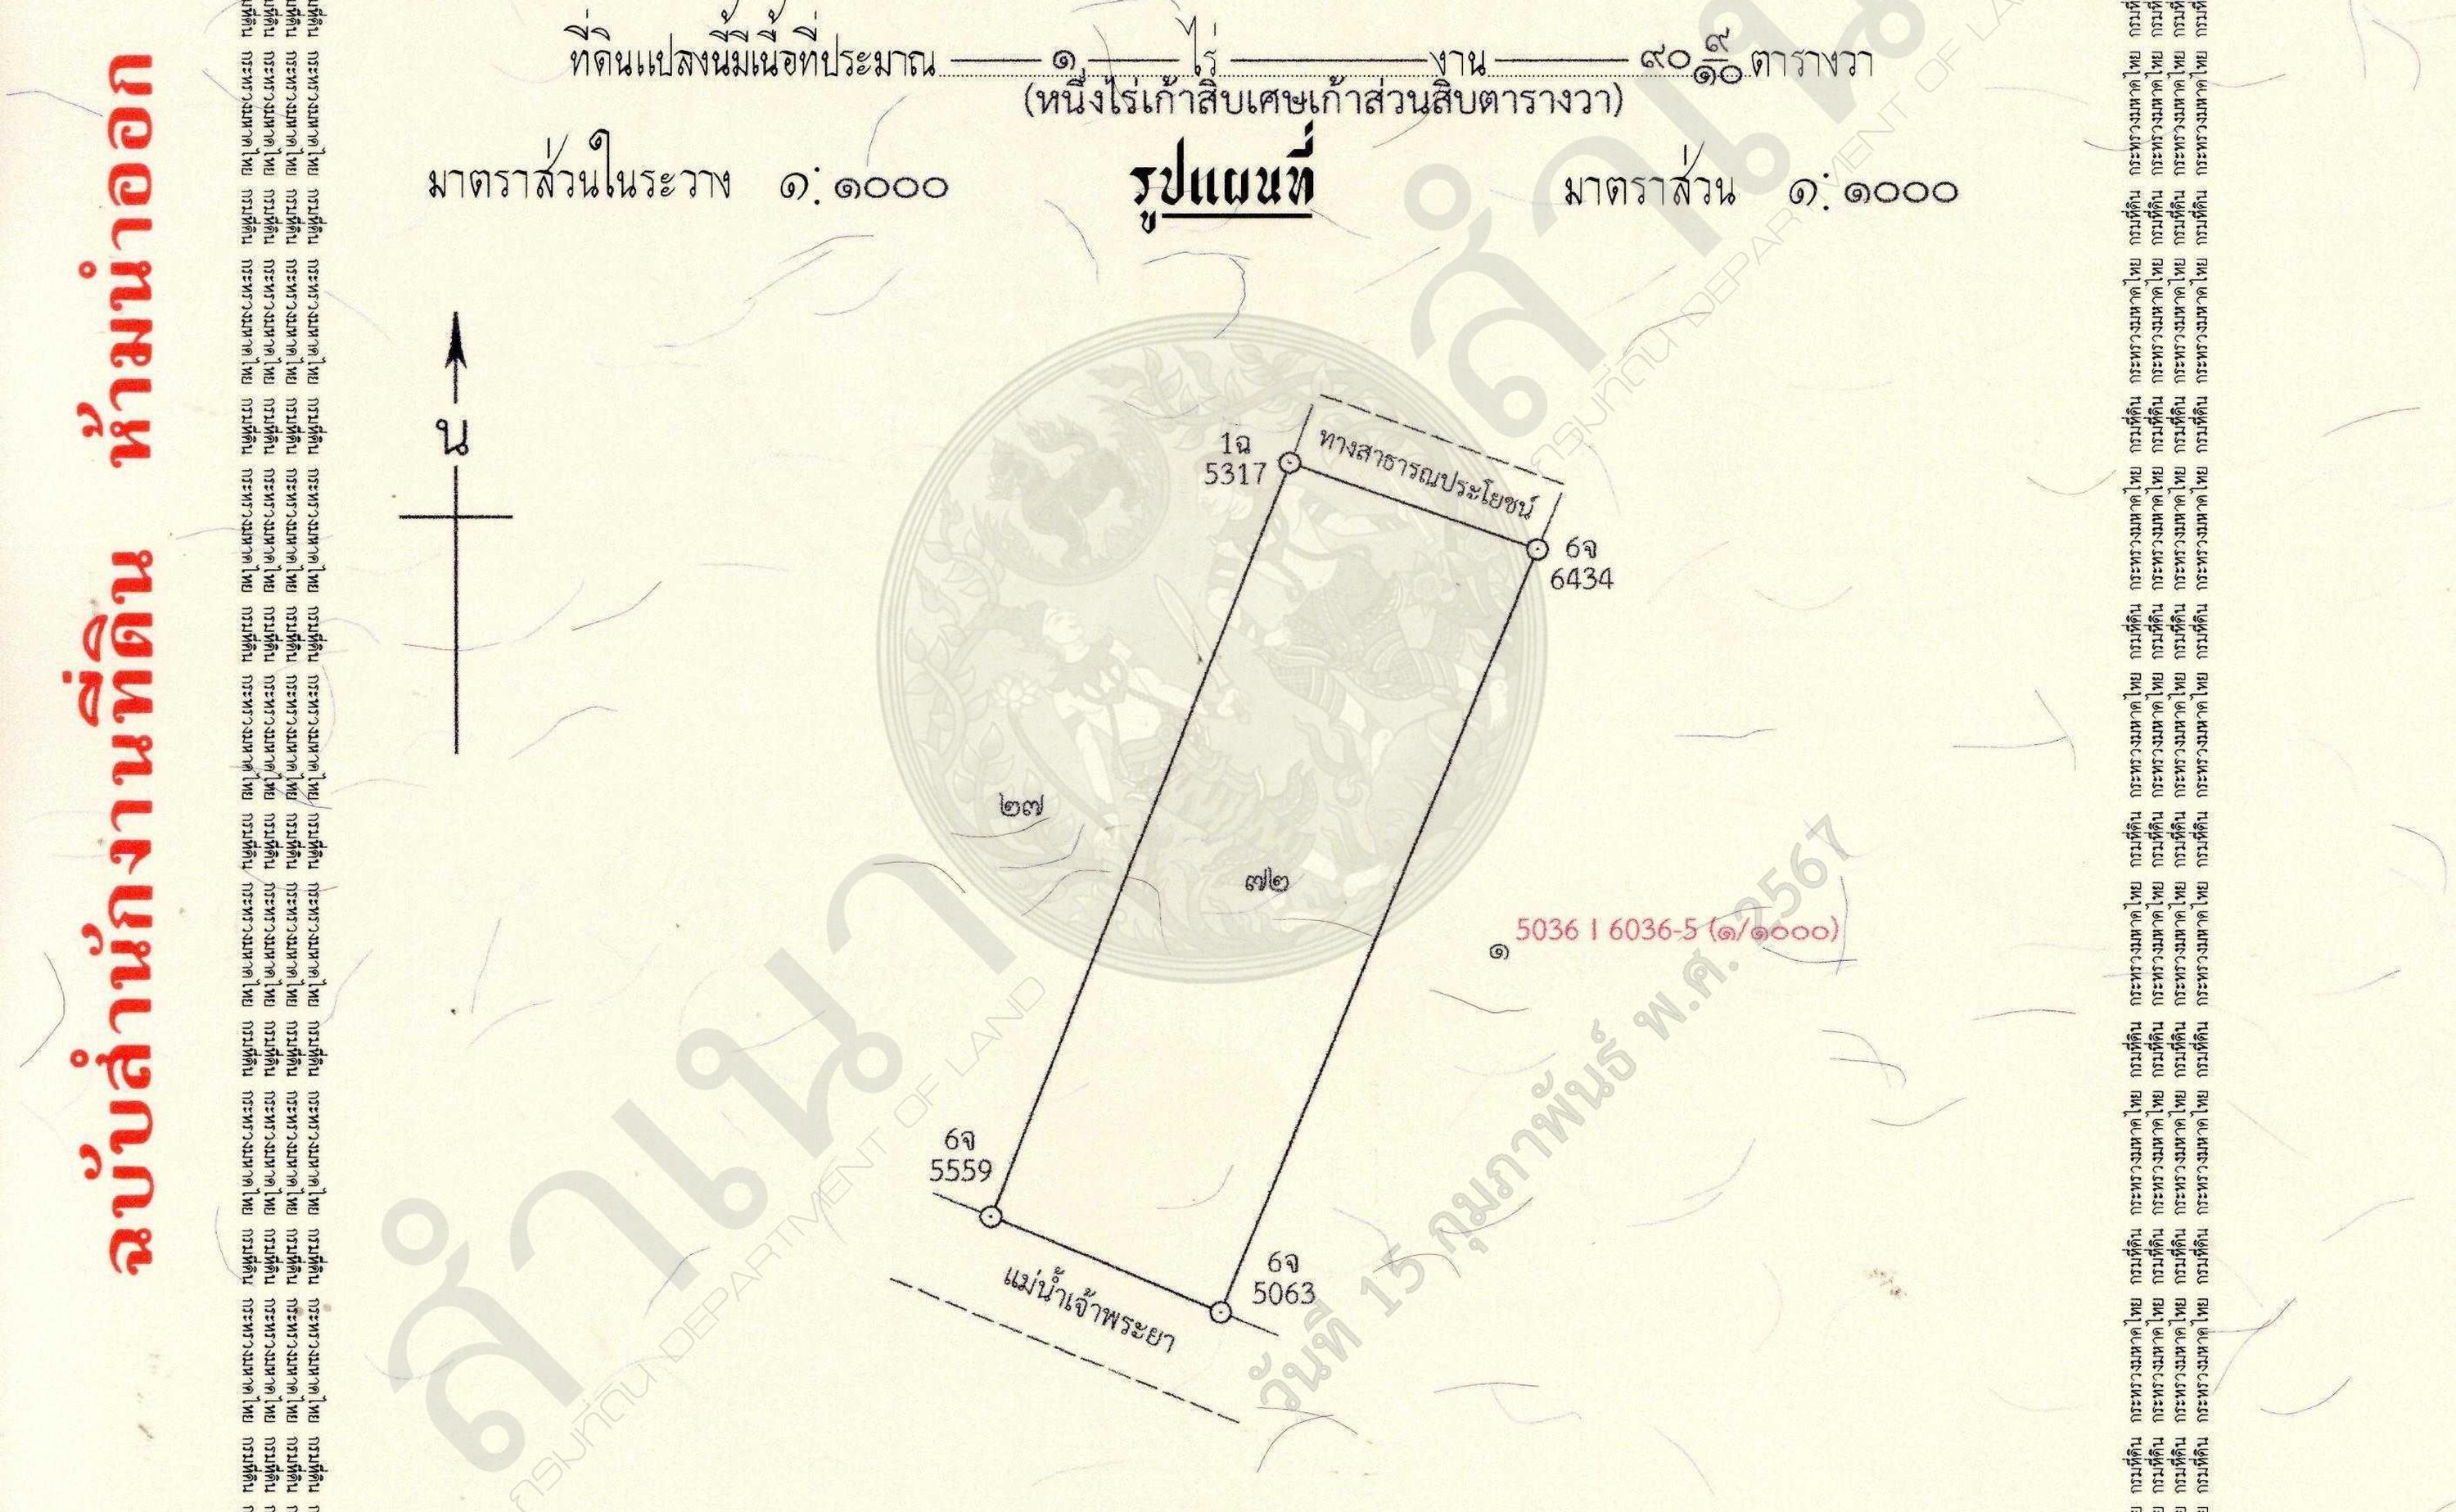 ที่ดินแปลงนี้มีเนื้อที่ประมาณ ๑ ไร่ งาน ๙๐ ๙/๑๐ ตารางวา
(หนึ่งไร่เก้าสิบเศษเก้าส่วนสิบตารางวา)
มาตราส่วนในระวาง ๑:๑๐๐๐
รูปแผนที่
มาตราส่วน ๑:๑๐๐๐
น
ทางสาธารณประโยชน์
1ฉ
5317
6จ
6434
๒๗
๗๒
5036 I 6036-5 (๑/๑๐๐๐)
๑
6จ
5559
6จ
5063
แม่น้ำเจ้าพระยา
ฉบับสำนักงานที่ดิน ห้ามนำออก
กรมที่ดิน กระทรวงมหาดไทย
สำเนา
กรมที่ดิน DEPARTMENT OF LAND
สำเนา
กรมที่ดิน DEPARTMENT OF LAND
วันที่ 15 กุมภาพันธ์ พ.ศ. 2567